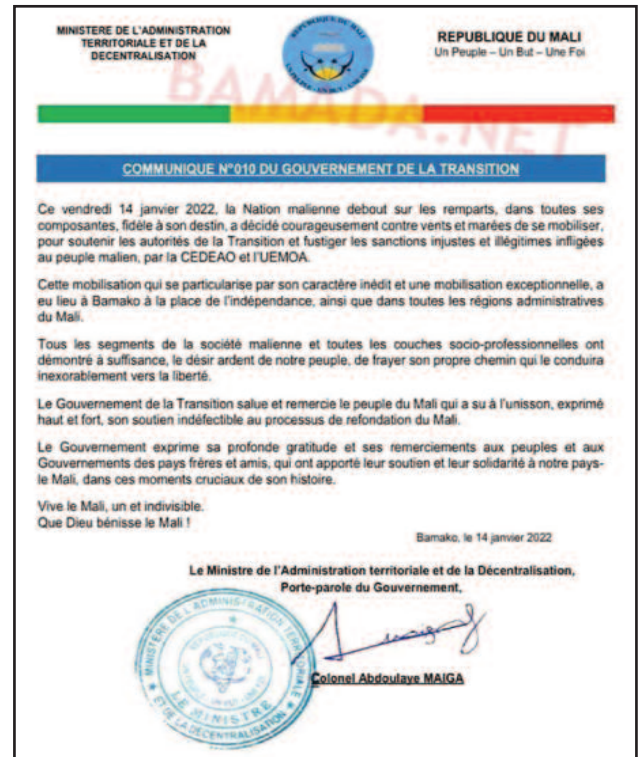 MINISTERE DE L'ADMINISTRATION
TERRITORIALE ET DE LA
DECENTRALISATION
REPUBLIQUE DU MALI
UN PEUPLE - UN BUT - UNE FOI
REPUBLIQUE DU MALI
Un Peuple – Un But – Une Foi
BAMADA.NET
COMMUNIQUE N°010 DU GOUVERNEMENT DE LA TRANSITION
Ce vendredi 14 janvier 2022, la Nation malienne debout sur les remparts, dans toutes ses
composantes, fidèle à son destin, a décidé courageusement contre vents et marées de se mobiliser,
pour soutenir les autorités de la Transition et fustiger les sanctions injustes et illégitimes infligées
au peuple malien, par la CEDEAO et l'UEMOA.
Cette mobilisation qui se particularise par son caractère inédit et une mobilisation exceptionnelle, a
eu lieu à Bamako à la place de l'indépendance, ainsi que dans toutes les régions administratives
du Mali.
Tous les segments de la société malienne et toutes les couches socio-professionnelles ont
démontré à suffisance, le désir ardent de notre peuple, de frayer son propre chemin qui le conduira
inexorablement vers la liberté.
Le Gouvernement de la Transition salue et remercie le peuple du Mali qui a su à l'unisson, exprimé
haut et fort, son soutien indéfectible au processus de refondation du Mali.
Le Gouvernement exprime sa profonde gratitude et ses remerciements aux peuples et aux
Gouvernements des pays frères et amis, qui ont apporté leur soutien et leur solidarité à notre pays-
le Mali, dans ces moments cruciaux de son histoire.
Vive le Mali, un et indivisible.
Que Dieu bénisse le Mali !
Bamako, le 14 janvier 2022
Le Ministre de l'Administration territoriale et de la Décentralisation,
Porte-parole du Gouvernement,
MINISTERE DE L'ADMINISTRATION TERRITORIALE
ET DE LA DÉCENTRALISATION
LE MINISTRE
Colonel Abdoulaye MAIGA